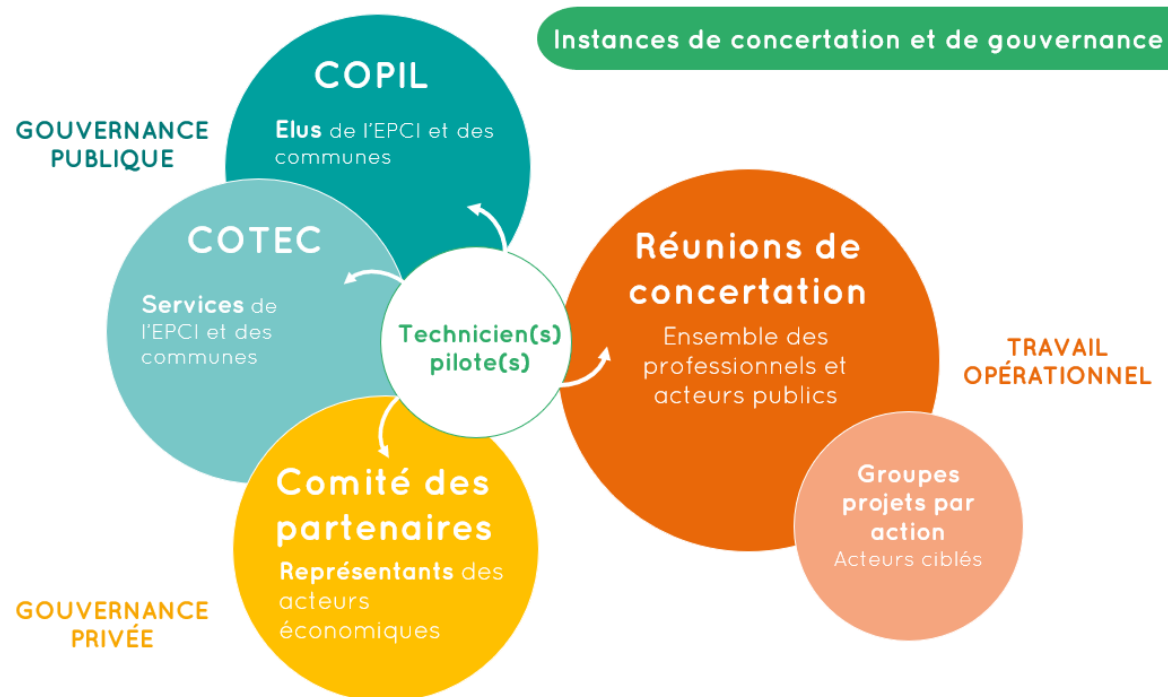 Instances de concertation et de gouvernance
COPIL
Elus de l'EPCI et des
communes
GOUVERNANCE
PUBLIQUE
COTEC
Services de
l'EPCI et des
communes
Technicien(s)
pilote(s)
Réunions de
concertation
Ensemble des
professionnels et
acteurs publics
TRAVAIL
OPÉRATIONNEL
Groupes
projets par
action
Acteurs ciblés
Comité des
partenaires
Représentants des
acteurs
économiques
GOUVERNANCE
PRIVÉE